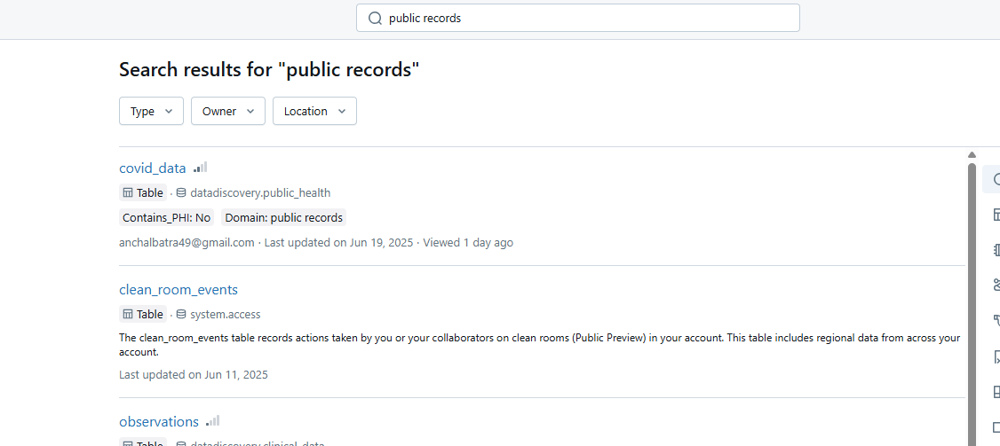 public records
Search results for "public records"
Type Owner Location
covid_data
Table · datadiscovery.public_health
Contains_PHI: No Domain: public records
anchalbatra49@gmail.com · Last updated on Jun 19, 2025 · Viewed 1 day ago
clean_room_events
Table · system.access
The clean_room_events table records actions taken by you or your collaborators on clean rooms (Public Preview) in your account. This table includes regional data from across your
account.
Last updated on Jun 11, 2025
observations
Table · datadiscovery.clinical_data